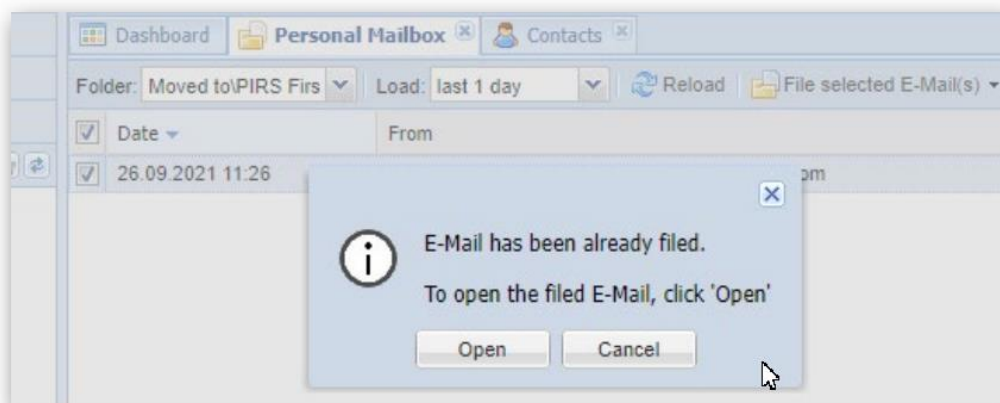 Dashboard Personal Mailbox Contacts
Folder: Moved to\PIRS Firs Load: last 1 day Reload File selected E-Mail(s)
Date From
26.09.2021 11:26 om
E-Mail has been already filed.
To open the filed E-Mail, click 'Open'
Open Cancel